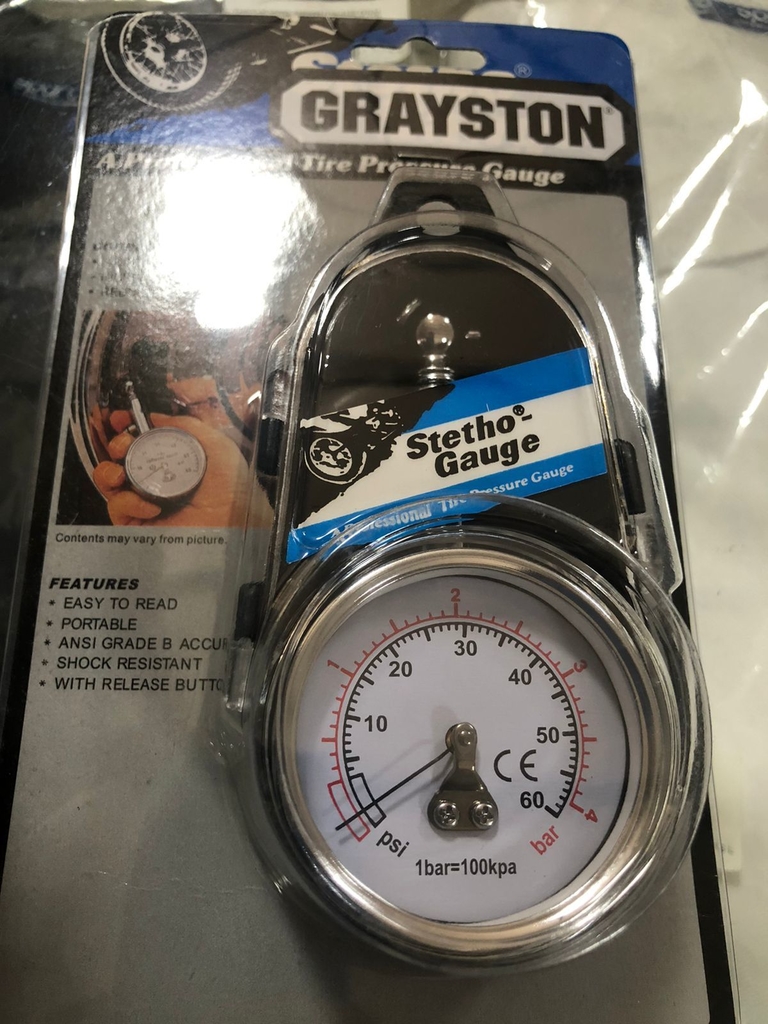 GRAYSTON
Tire Pressure Gauge
Stetho®-
Gauge
A Professional Tire Pressure Gauge
Contents may vary from picture.
FEATURES
* EASY TO READ
* PORTABLE
* ANSI GRADE B ACCU
* SHOCK RESISTANT
* WITH RELEASE BUTTO
1 2 3 4
10 20 30 40 50 60
CE
psi
bar
1bar=100kpa